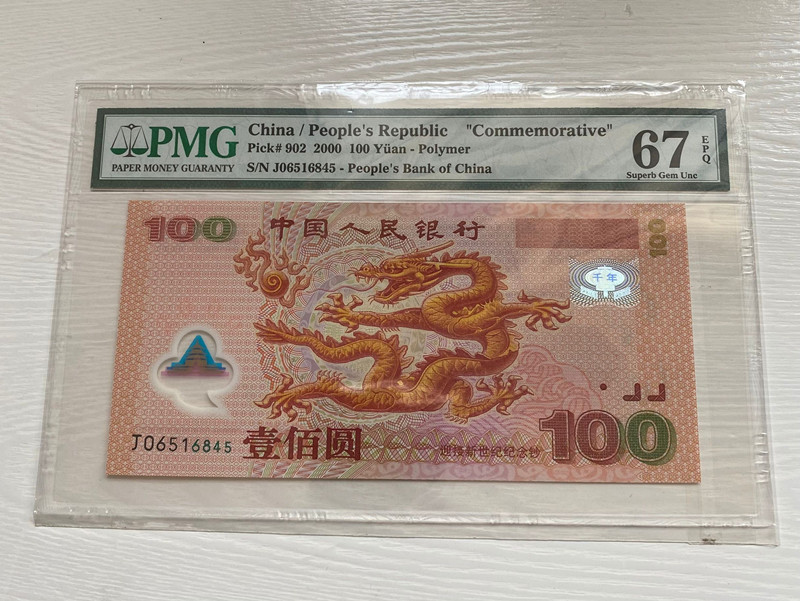 PMG
PAPER MONEY GUARANTY
China / People's Republic "Commemorative"
Pick# 902 2000 100 Yüan - Polymer
S/N J06516845 - People's Bank of China
67
EPQ
Superb Gem Unc
100
中国人民银行
100
千年
J06516845
壹佰圆
迎接新世纪纪念钞
100